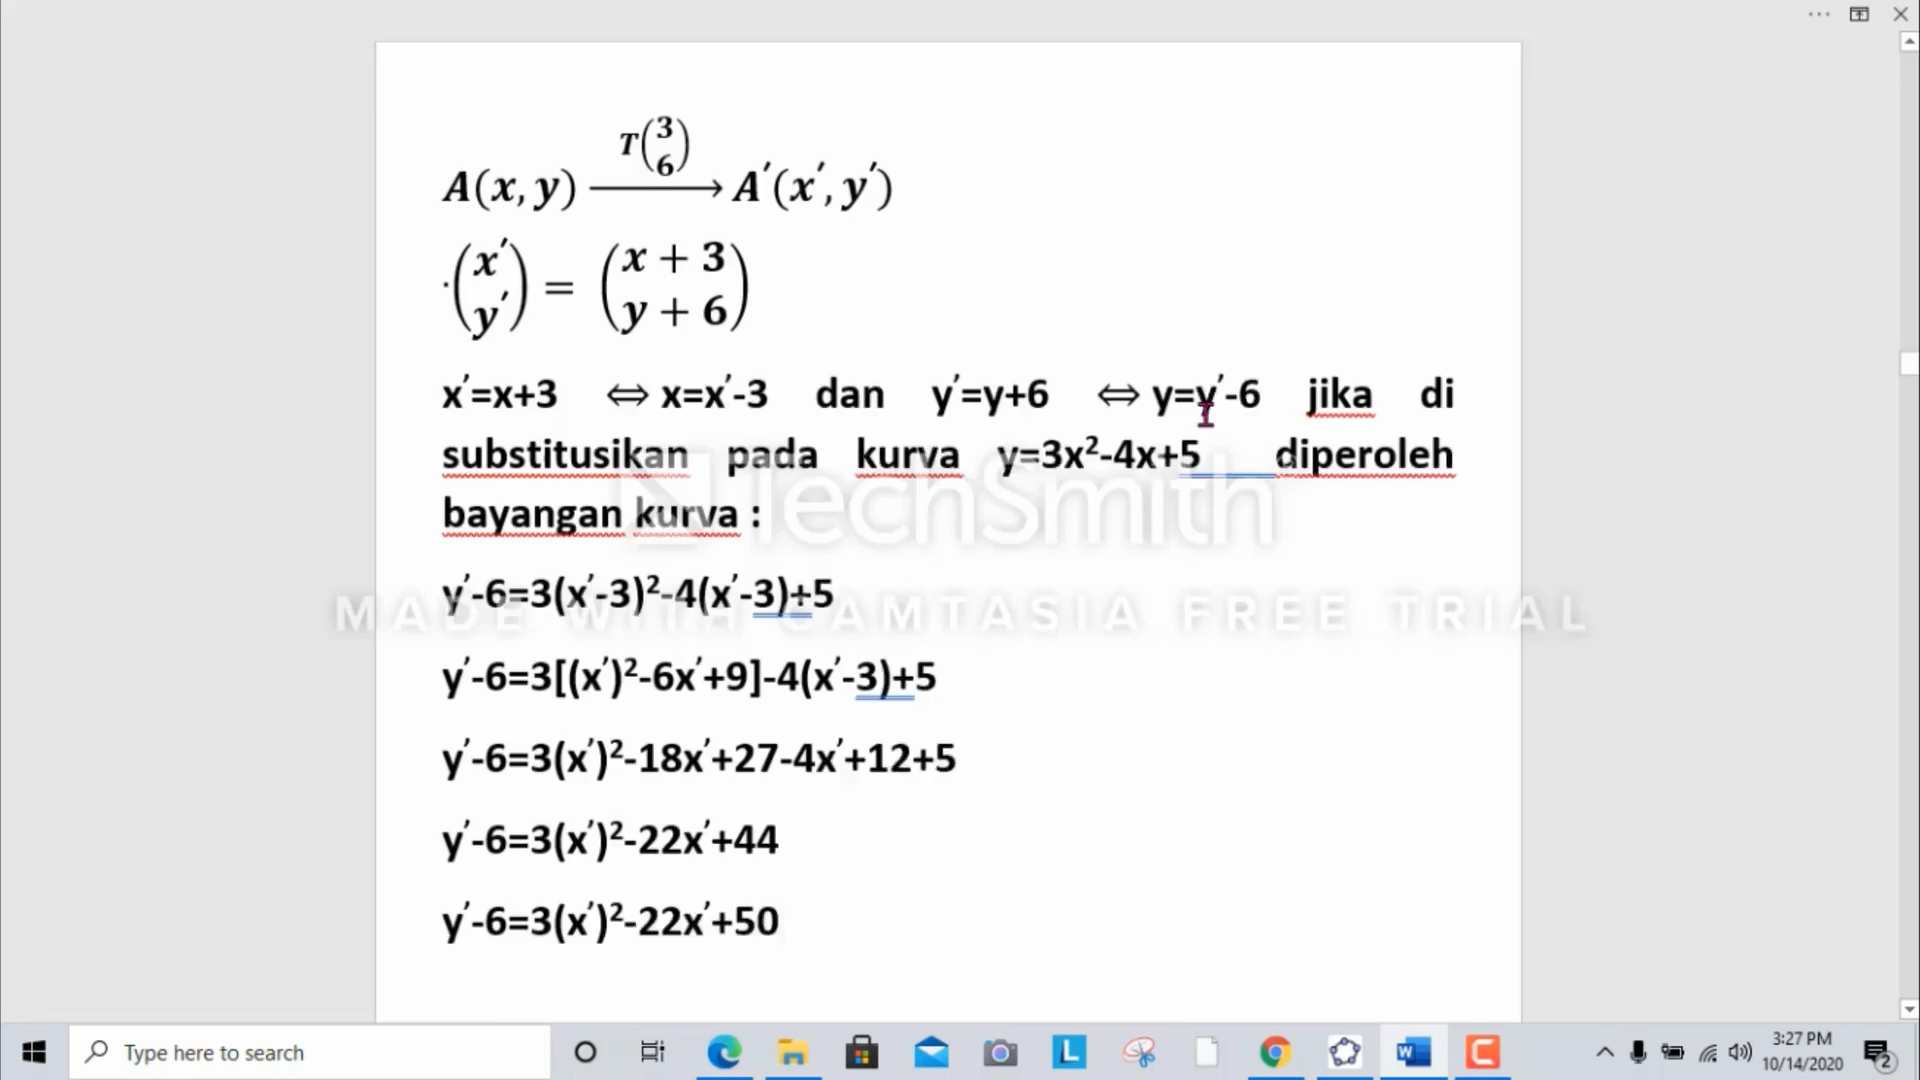 T(3
6)
A(x, y) ⟶ A′(x′, y′)
·(x′
y′) = (x + 3
y + 6)
x′=x+3 ⇔ x=x′-3 dan y′=y+6 ⇔ y=y′-6 jika di
substitusikan pada kurva y=3x²-4x+5 diperoleh
bayangan kurva :
TechSmith
y′-6=3(x′-3)²-4(x′-3)+5
MADE WITH CAMTASIA FREE TRIAL
y′-6=3[(x′)²-6x′+9]-4(x′-3)+5
y′-6=3(x′)²-18x′+27-4x′+12+5
y′-6=3(x′)²-22x′+44
y′-6=3(x′)²-22x′+50
Type here to search
3:27 PM
10/14/2020
2